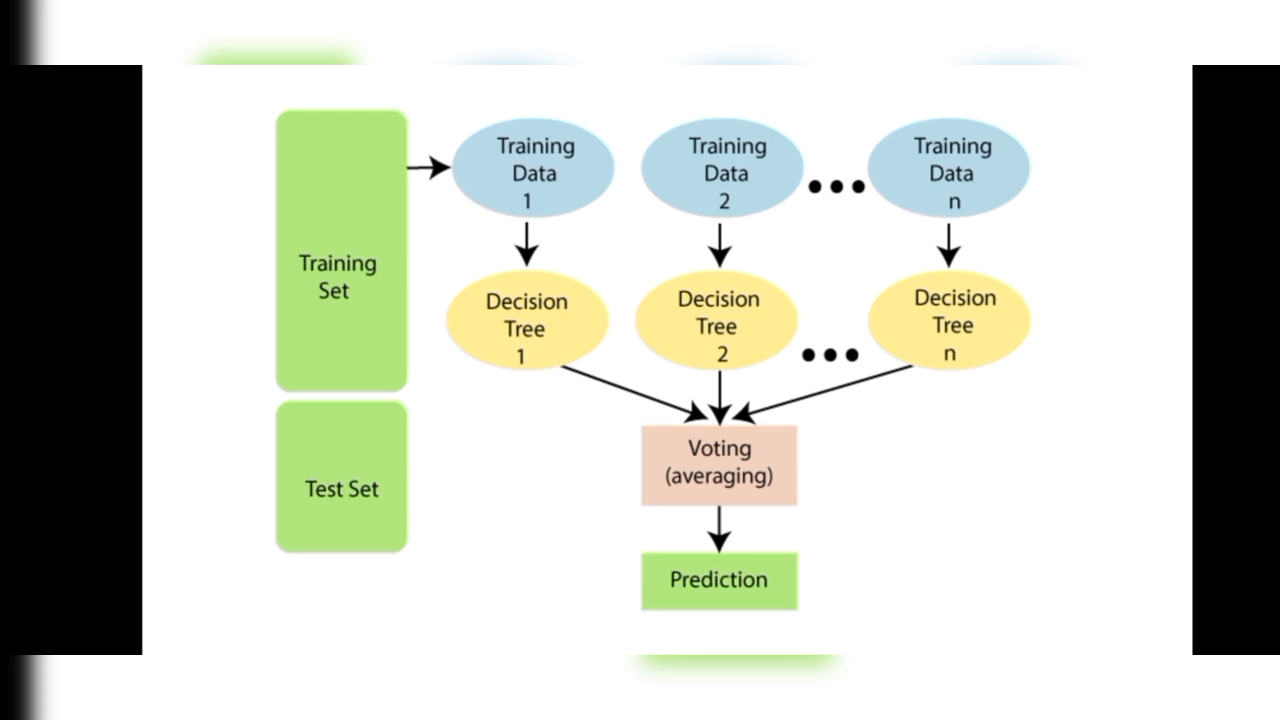 Training
Set
Test Set
Training
Data
1
Training
Data
2
Training
Data
n
Decision
Tree
1
Decision
Tree
2
Decision
Tree
n
Voting
(averaging)
Prediction